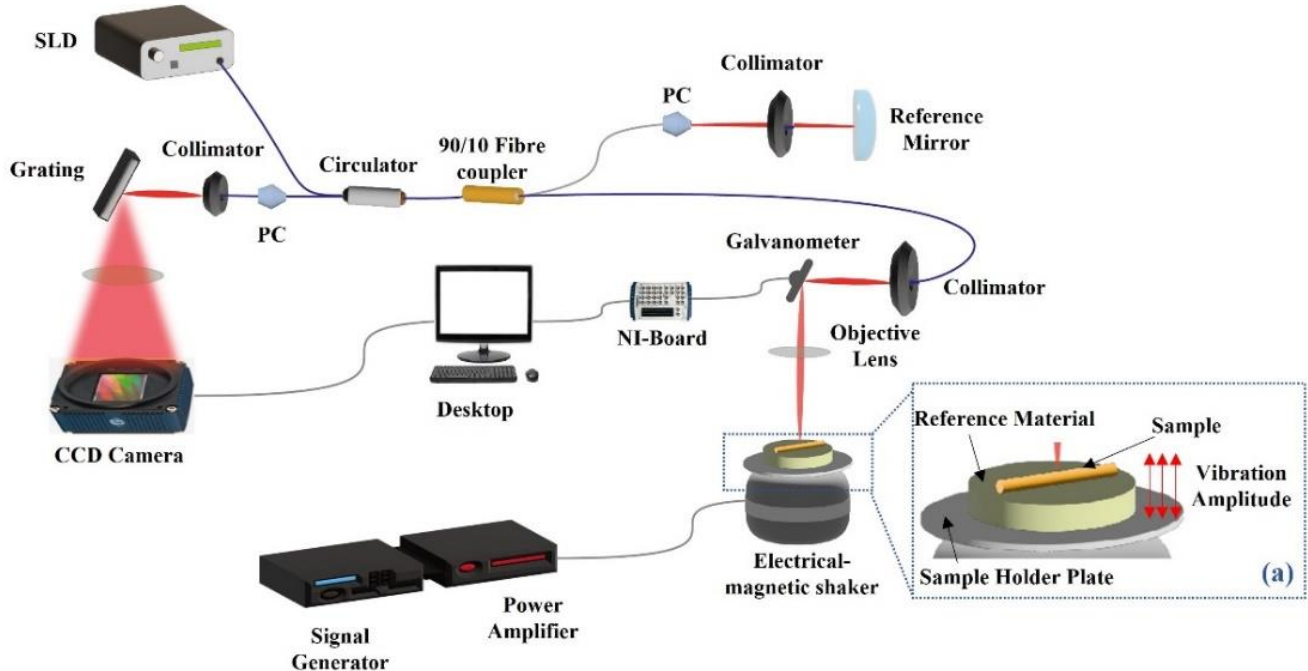 SLD
Collimator
PC
Reference
Mirror
Grating
Collimator
PC
Circulator
90/10 Fibre
coupler
Galvanometer
Collimator
Objective
Lens
NI-Board
Desktop
CCD Camera
Electrical-
magnetic shaker
Power
Amplifier
Signal
Generator
Reference Material
Sample
Vibration
Amplitude
Sample Holder Plate
(a)